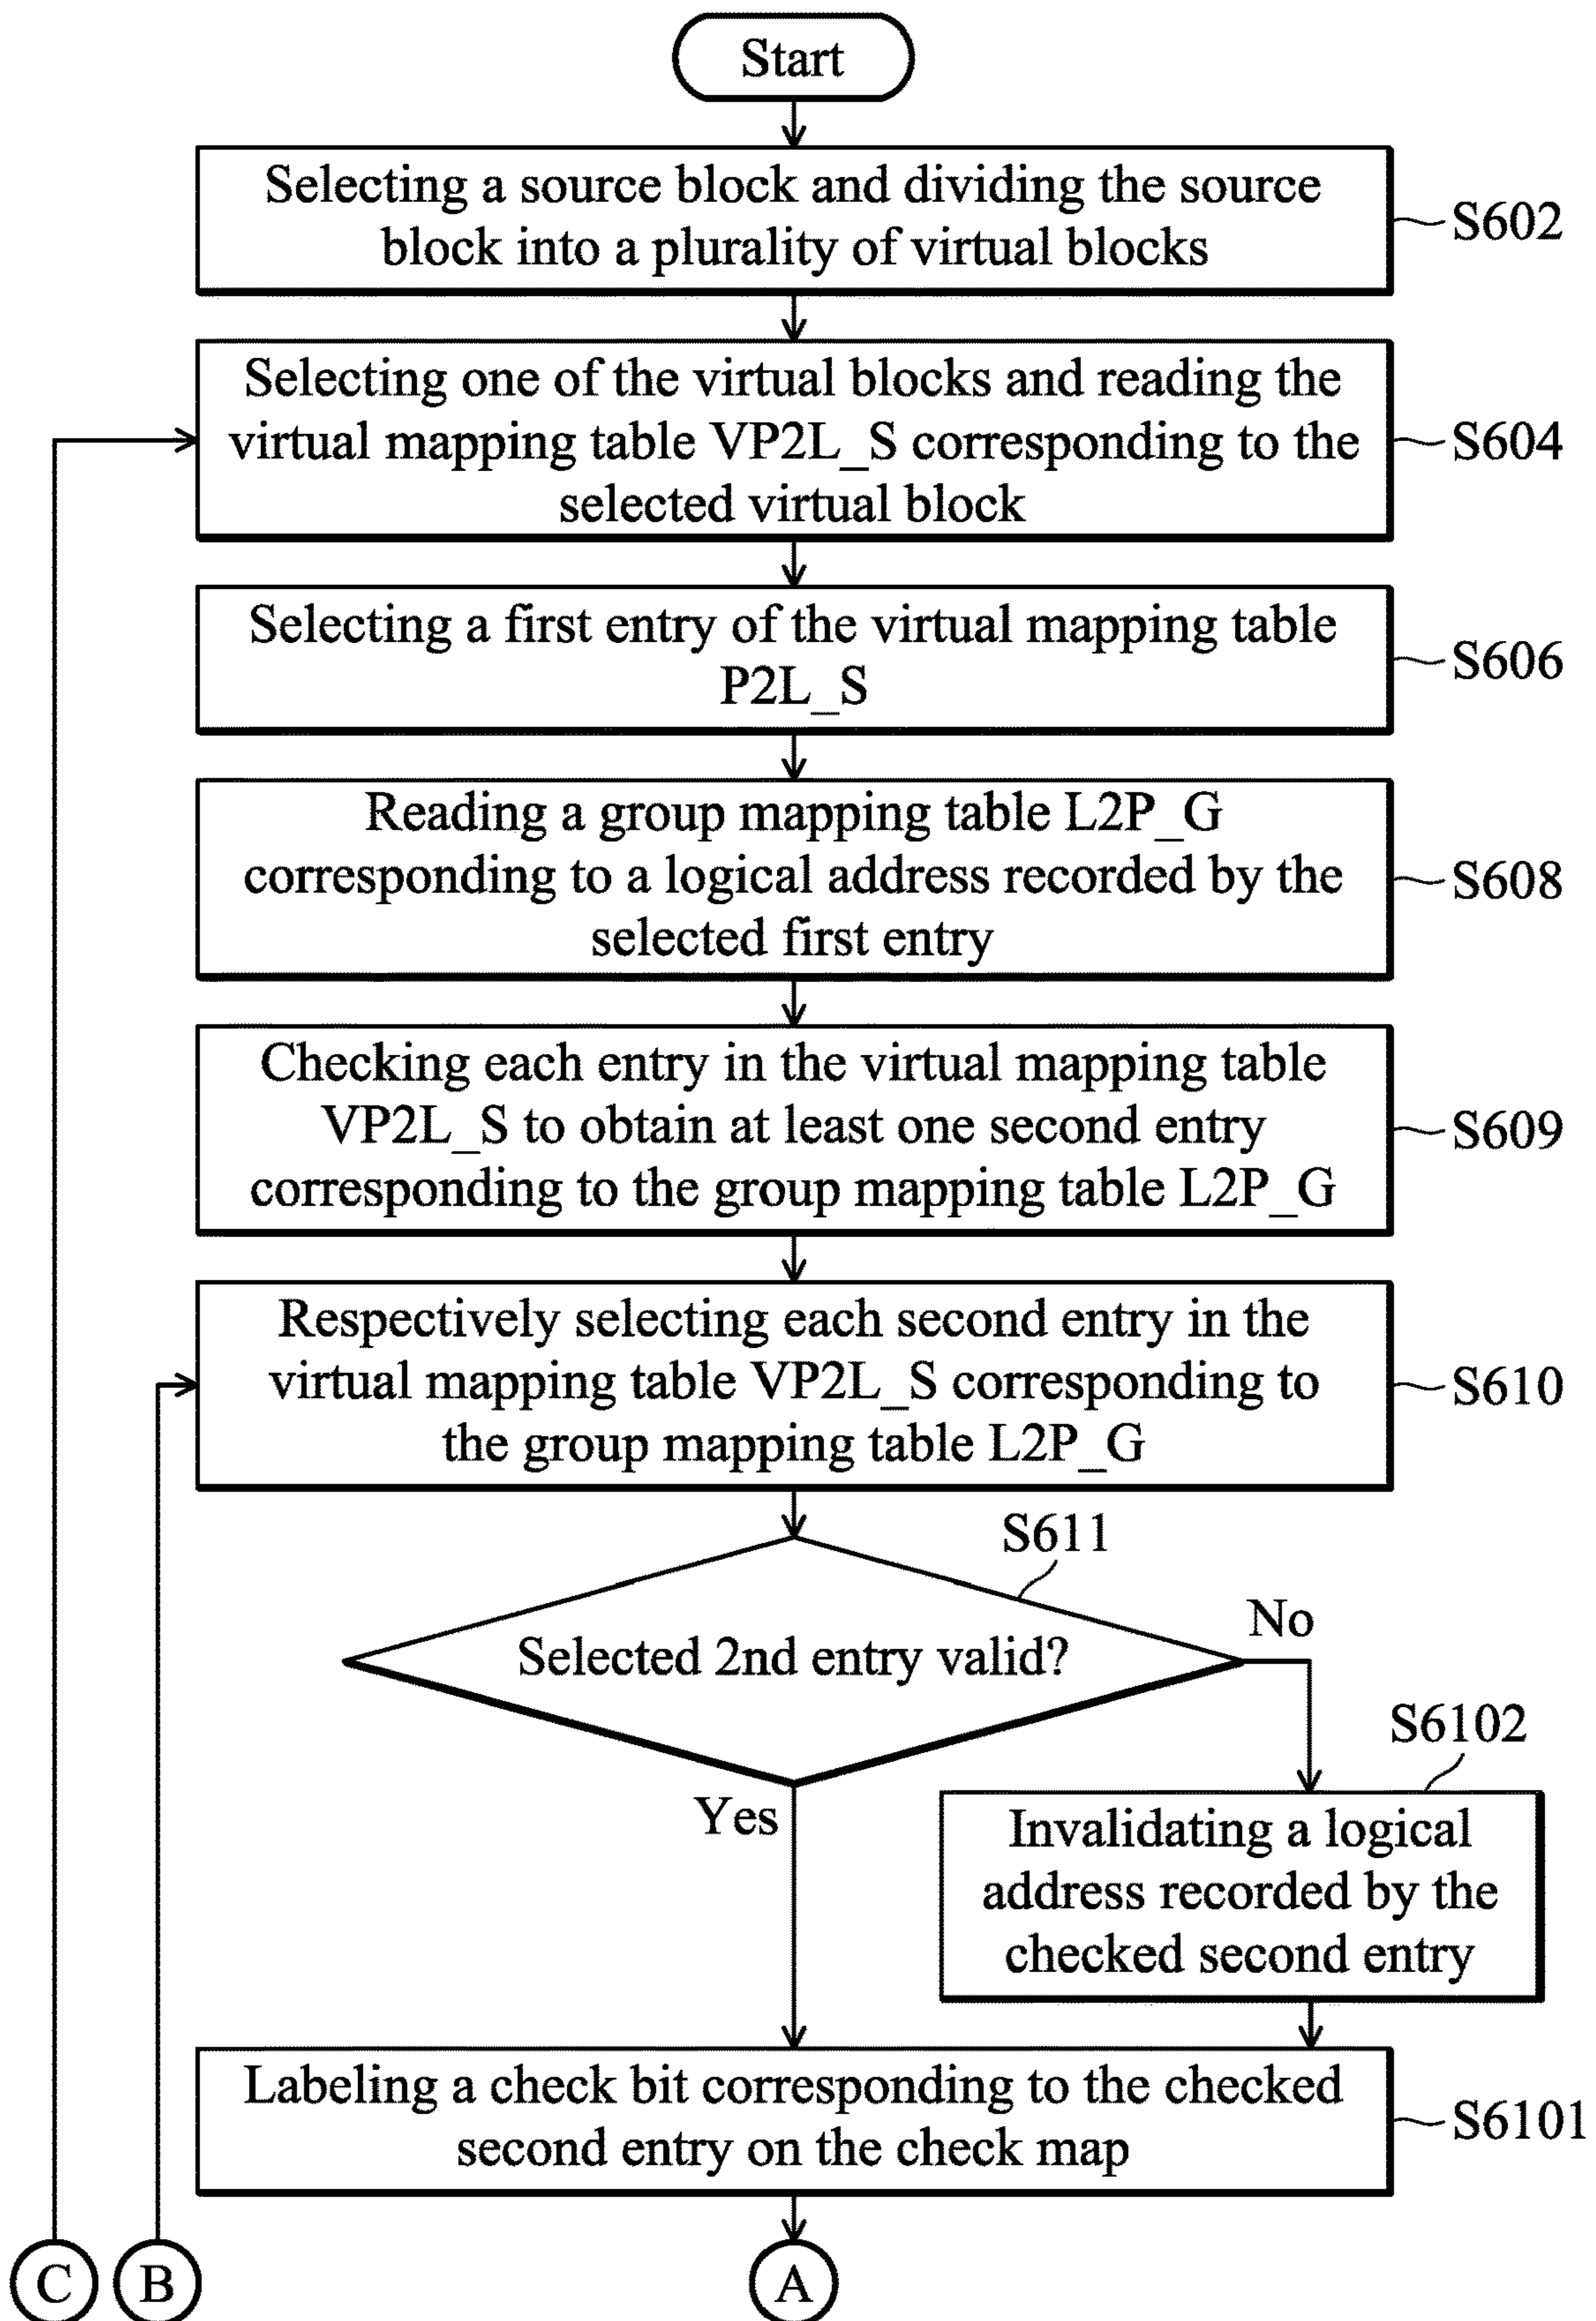 Start
Selecting a source block and dividing the source
block into a plurality of virtual blocks
S602
Selecting one of the virtual blocks and reading the
virtual mapping table VP2L_S corresponding to the
selected virtual block
S604
Selecting a first entry of the virtual mapping table
P2L_S
S606
Reading a group mapping table L2P_G
corresponding to a logical address recorded by the
selected first entry
S608
Checking each entry in the virtual mapping table
VP2L_S to obtain at least one second entry
corresponding to the group mapping table L2P_G
S609
Respectively selecting each second entry in the
virtual mapping table VP2L_S corresponding to
the group mapping table L2P_G
S610
S611
Selected 2nd entry valid?
No
Yes
S6102
Invalidating a logical
address recorded by the
checked second entry
Labeling a check bit corresponding to the checked
second entry on the check map
S6101
C
B
A